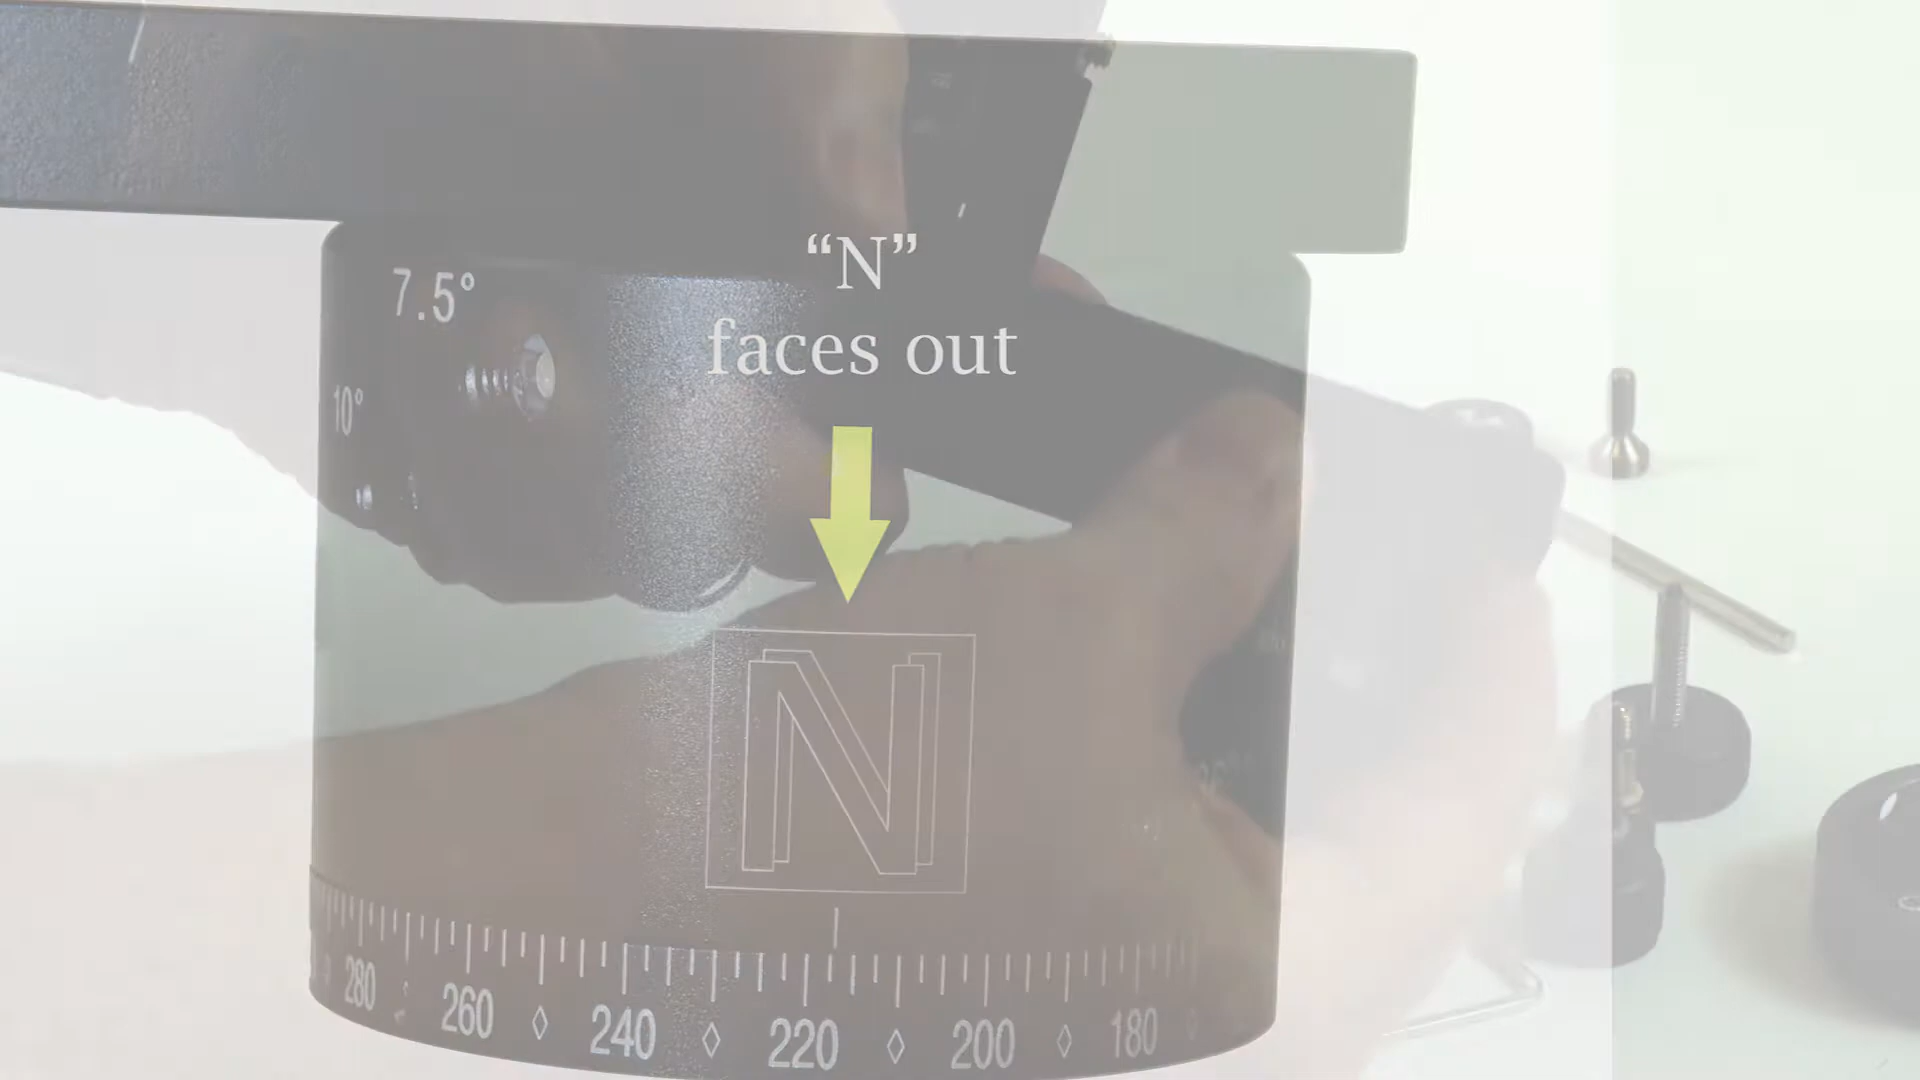 “N”
faces out
7.5°
10°
N
280 260 ◊ 240 ◊ 220 ◊ 200 ◊ 180